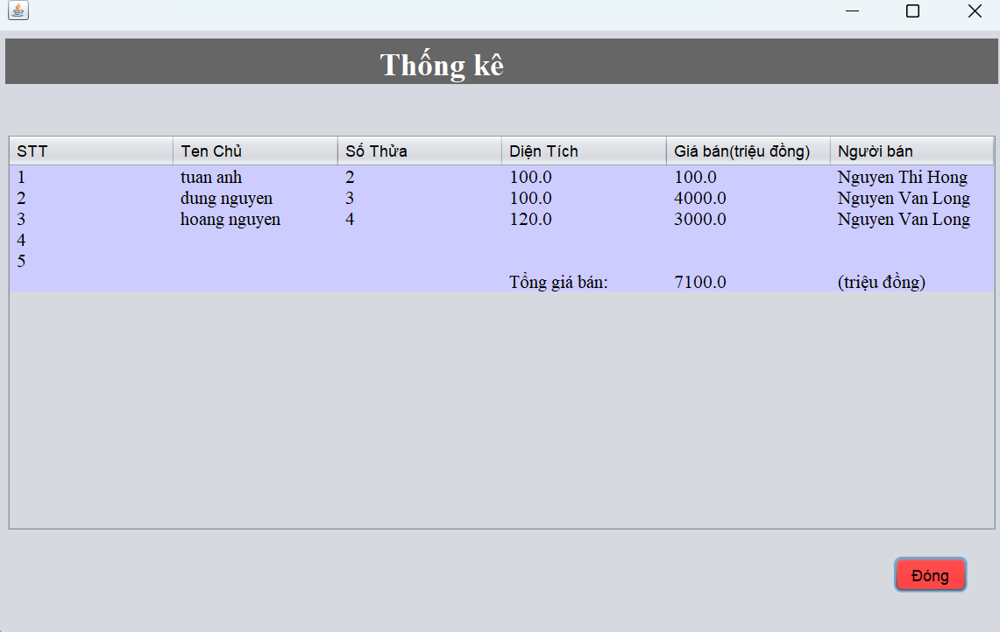 Thống kê
STT Ten Chủ Số Thửa Diện Tích Giá bán(triệu đồng) Người bán
1 tuan anh 2 100.0 100.0 Nguyen Thi Hong
2 dung nguyen 3 100.0 4000.0 Nguyen Van Long
3 hoang nguyen 4 120.0 3000.0 Nguyen Van Long
4
5
Tổng giá bán: 7100.0 (triệu đồng)
Đóng